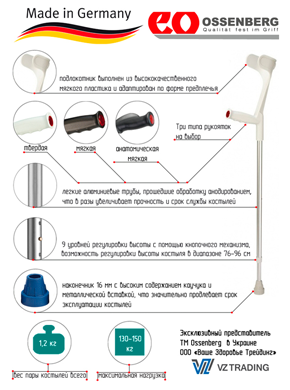 Made in Germany
OSSENBERG
Qualität fest im Griff
подлокотник выполнен из высококачественного
мягкого пластика и адаптирован по форме предплечья
Три типа рукояток
на выбор
твердая
мягкая
анатомическая
мягкая
легкие алюминиевые трубы, прошедшие обработку анодированием,
что в разы увеличивает прочность и срок службы костылей
9 уровней регулировки высоты с помощью кнопочного механизма,
возможность регулировки высоты костыля в диапазоне 76-96 см
наконечник 16 мм с высоким содержанием каучука и
металлической вставкой, что значительно продлевает срок
эксплуатации костылей
1,2 кг
130-150
кг
вес пары костылей всего
максимальная нагрузка
Эксклюзивный представитель
ТМ Ossenberg в Украине
ООО «Ваше Здоровье Трейдинг»
VZ TRADING